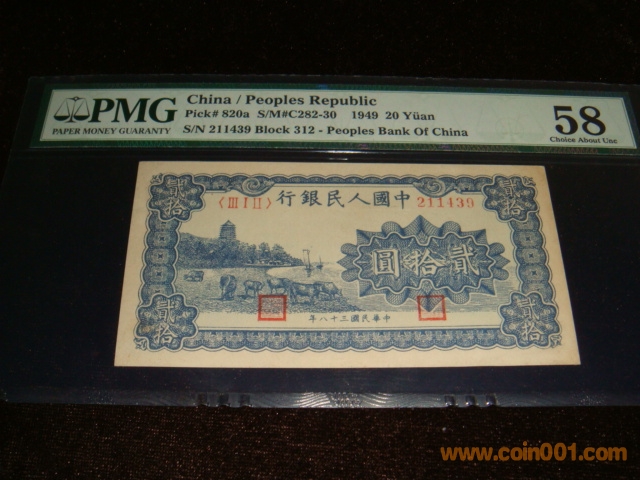 PMG
PAPER MONEY GUARANTY
China / Peoples Republic
Pick# 820a S/M#C282-30 1949 20 Yüan
S/N 211439 Block 312 - Peoples Bank Of China
58
Choice About Unc
貳拾
貳拾
〈III I II〉 行銀民人國中 211439
圓拾貳
貳拾
貳拾
年八十三國民華中
www.coin001.com